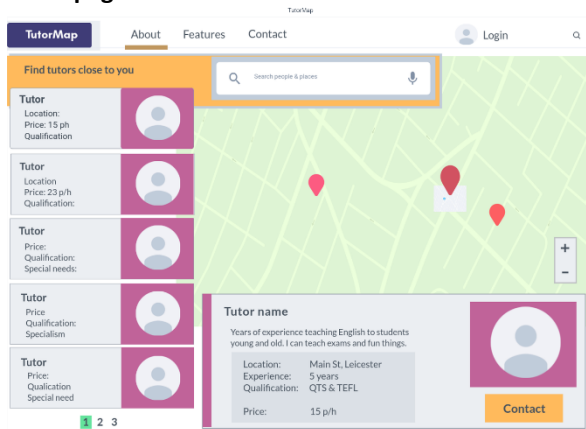 page
TutorMap
TutorMap
About
Features
Contact
Login
Find tutors close to you
Search people & places
Tutor
Location:
Price: 15 ph
Qualification
Tutor
Location
Price: 23 p/h
Qualification:
Tutor
Price:
Qualification:
Special needs:
Tutor
Price
Qualification:
Specialism
Tutor
Price:
Qualication
Special need
1 2 3
+
−
Tutor name
Years of experience teaching English to students
young and old. I can teach exams and fun things.
Location: Main St, Leicester
Experience: 5 years
Qualification: QTS & TEFL
Price: 15 p/h
Contact